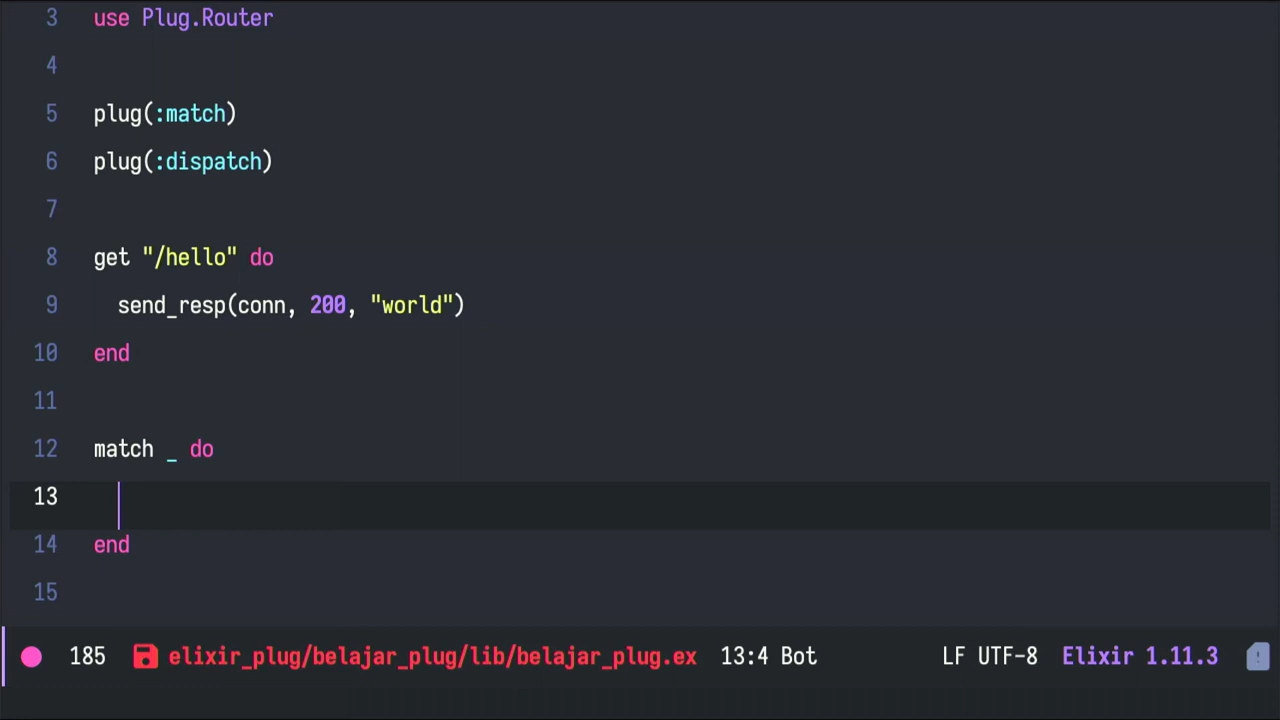 3 use Plug.Router
4
5 plug(:match)
6 plug(:dispatch)
7
8 get "/hello" do
9 send_resp(conn, 200, "world")
10 end
11
12 match _ do
13
14 end
15
185 elixir_plug/belajar_plug/lib/belajar_plug.ex 13:4 Bot LF UTF-8 Elixir 1.11.3